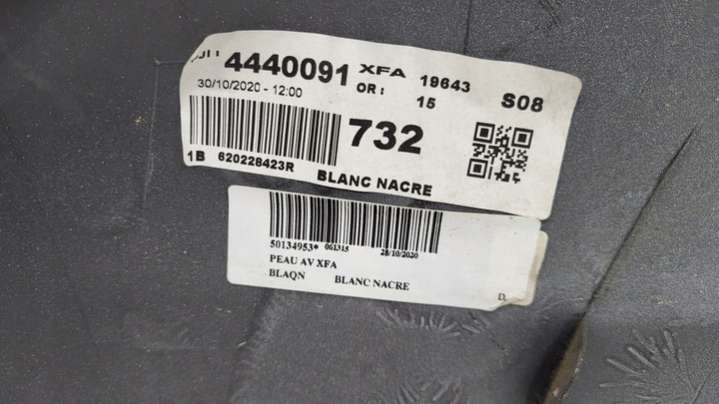 4440091 XFA 19643
30/10/2020 - 12:00 OR : 15 S08
732
1B 620228423R BLANC NACRE
50134953* 061315 28/10/2020
PEAU AV XFA
BLAQN BLANC NACRE
D.